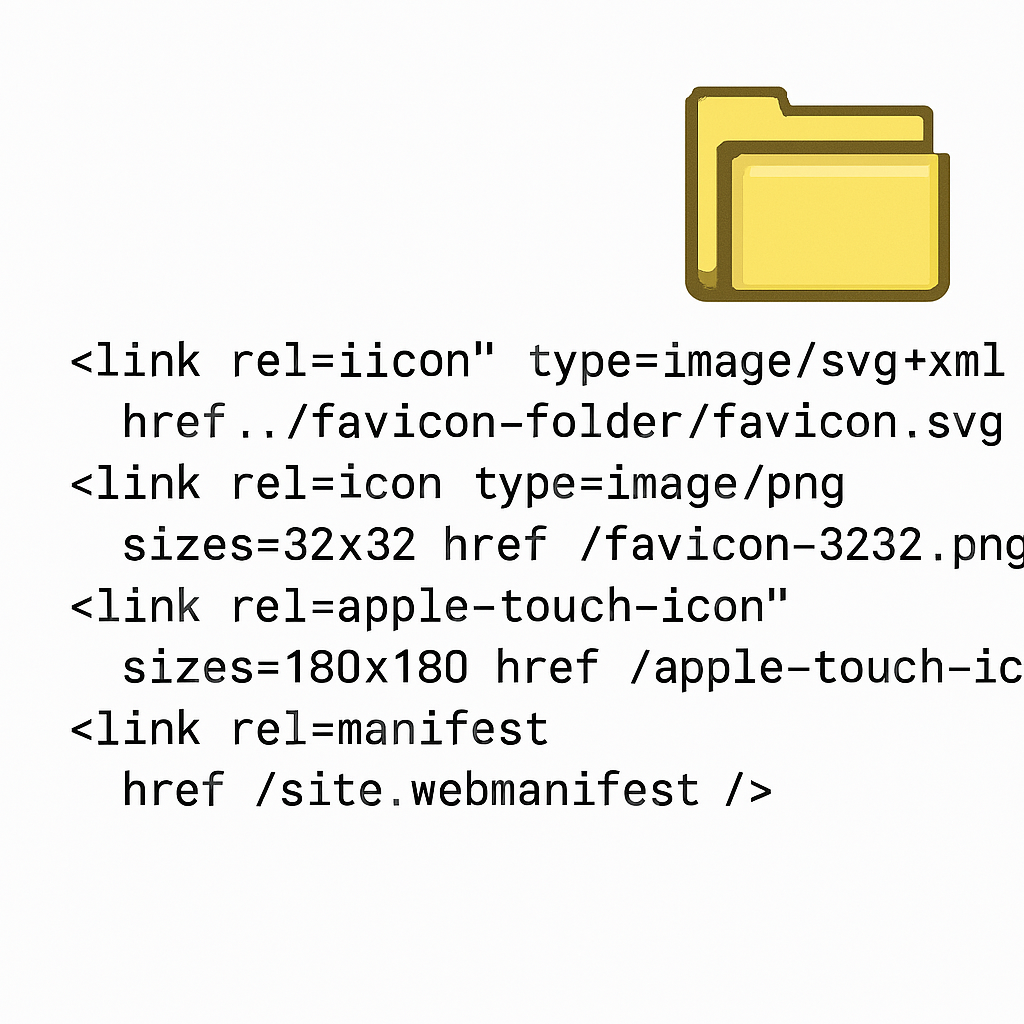 <link rel=iicon" type=image/svg+xml
href../favicon-folder/favicon.svg
<link rel=icon type=image/png
sizes=32x32 href /favicon-3232.png
<link rel=apple-touch-icon"
sizes=180x180 href /apple-touch-ic
<link rel=manifest
href /site.webmanifest />